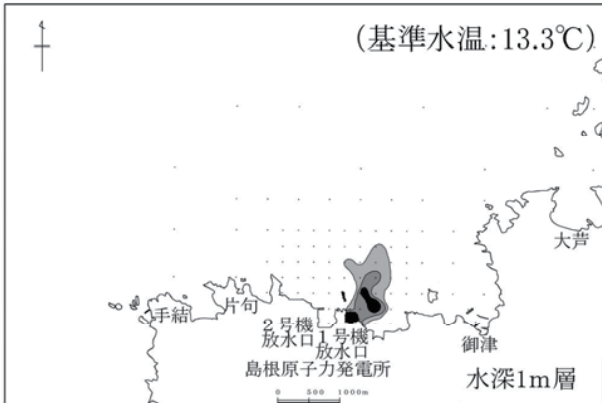 (基準水温:13.3℃)
大芦
片句
手結
2号機
放水口
1号機
放水口
御津
島根原子力発電所
水深1m層
0 500 1000m